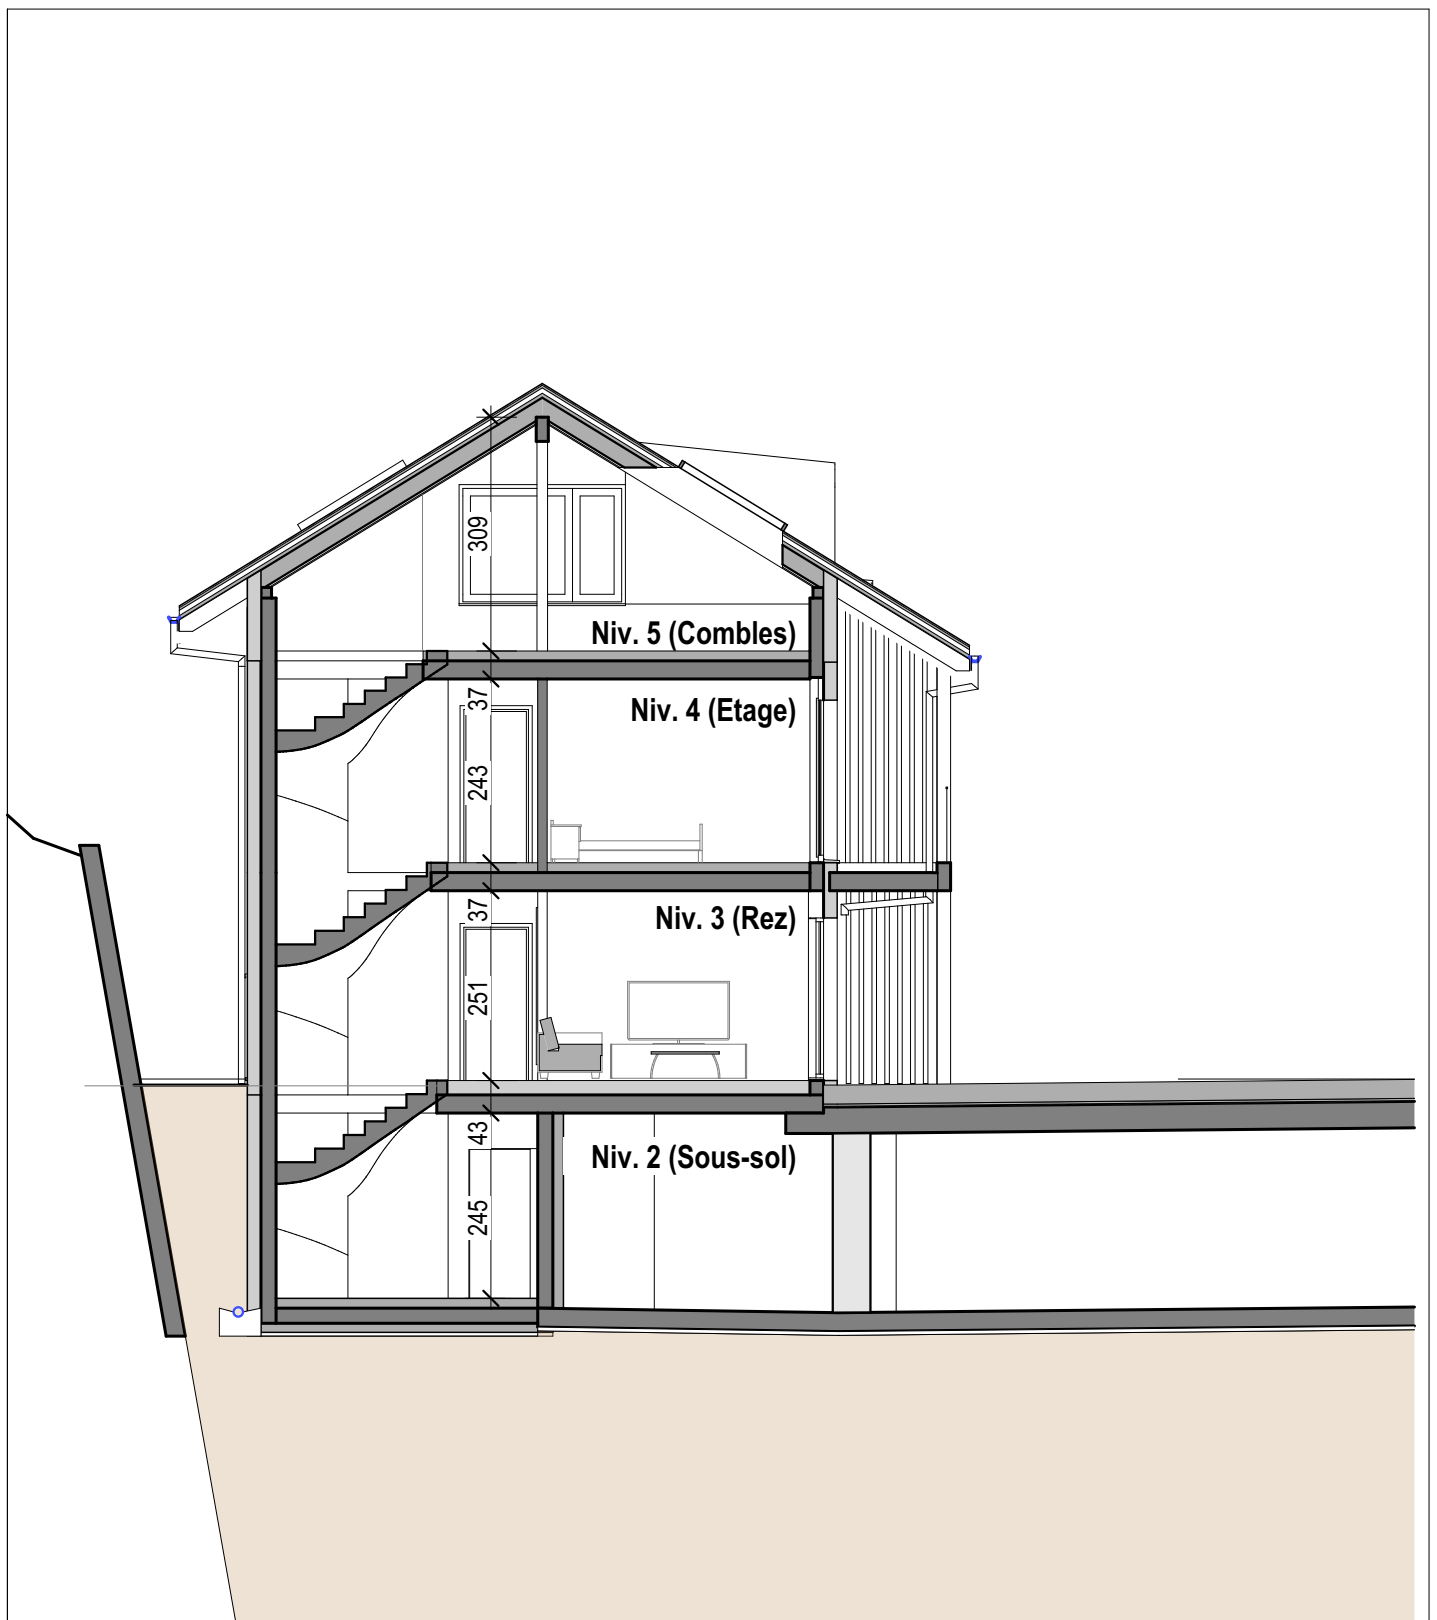 309
Niv. 5 (Combles)
37
Niv. 4 (Etage)
243
37
Niv. 3 (Rez)
251
43
Niv. 2 (Sous-sol)
245